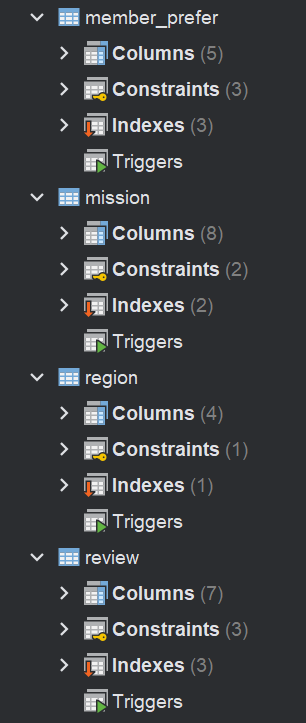 member_prefer
Columns (5)
Constraints (3)
Indexes (3)
Triggers
mission
Columns (8)
Constraints (2)
Indexes (2)
Triggers
region
Columns (4)
Constraints (1)
Indexes (1)
Triggers
review
Columns (7)
Constraints (3)
Indexes (3)
Triggers